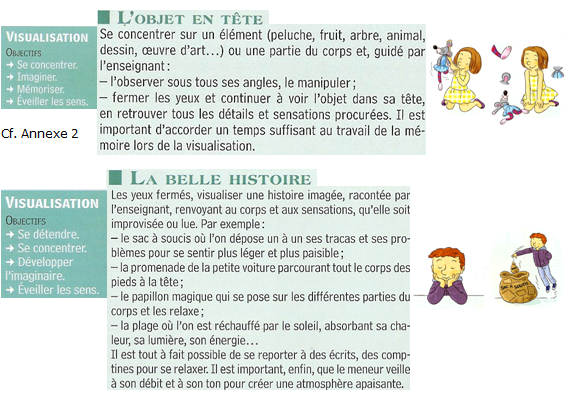 L'OBJET EN TÊTE
VISUALISATION
OBJECTIFS
➔ Se concentrer.
➔ Imaginer.
➔ Mémoriser.
➔ Éveiller les sens.
Cf. Annexe 2
Se concentrer sur un élément (peluche, fruit, arbre, animal,
dessin, œuvre d'art…) ou une partie du corps et, guidé par
l'enseignant :
– l'observer sous tous ses angles, le manipuler ;
– fermer les yeux et continuer à voir l'objet dans sa tête,
en retrouver tous les détails et sensations procurées. Il est
important d'accorder un temps suffisant au travail de la mé-
moire lors de la visualisation.
LA BELLE HISTOIRE
VISUALISATION
OBJECTIFS
➔ Se détendre.
➔ Se concentrer.
➔ Développer
l'imaginaire.
➔ Éveiller les sens.
Les yeux fermés, visualiser une histoire imagée, racontée par
l'enseignant, renvoyant au corps et aux sensations, qu'elle soit
improvisée ou lue. Par exemple :
– le sac à soucis où l'on dépose un à un ses tracas et ses pro-
blèmes pour se sentir plus léger et plus paisible ;
– la promenade de la petite voiture parcourant tout le corps des
pieds à la tête ;
– le papillon magique qui se pose sur les différentes parties du
corps et les relaxe ;
– la plage où l'on est réchauffé par le soleil, absorbant sa cha-
leur, sa lumière, son énergie…
Il est tout à fait possible de se reporter à des écrits, des comp-
tines pour se relaxer. Il est important, enfin, que le meneur veille
à son débit et à son ton pour créer une atmosphère apaisante.